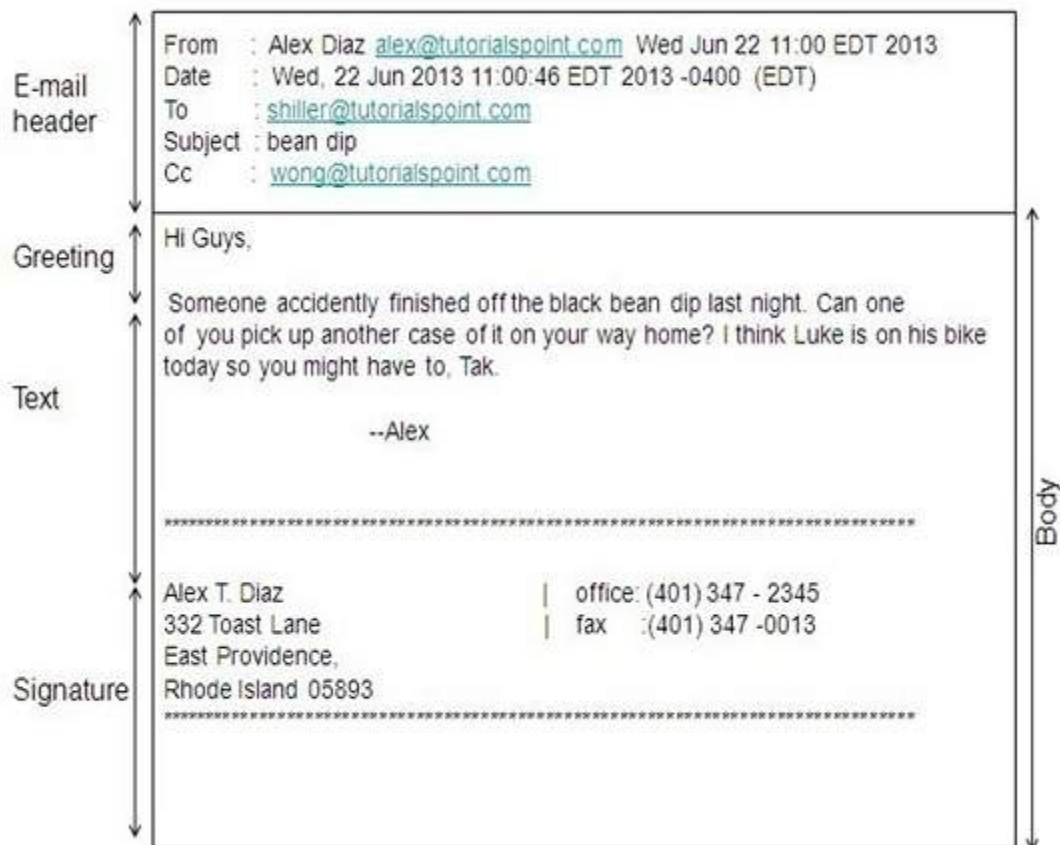 E-mail
header
From : Alex Diaz alex@tutorialspoint.com Wed Jun 22 11:00 EDT 2013
Date : Wed, 22 Jun 2013 11:00:46 EDT 2013 -0400 (EDT)
To : shiller@tutorialspoint.com
Subject : bean dip
Cc : wong@tutorialspoint.com
Greeting
Hi Guys,
Text
Someone accidently finished off the black bean dip last night. Can one
of you pick up another case of it on your way home? I think Luke is on his bike
today so you might have to, Tak.
--Alex
********************************************************************************
Signature
Alex T. Diaz | office: (401) 347 - 2345
332 Toast Lane | fax :(401) 347 -0013
East Providence,
Rhode Island 05893
********************************************************************************
Body